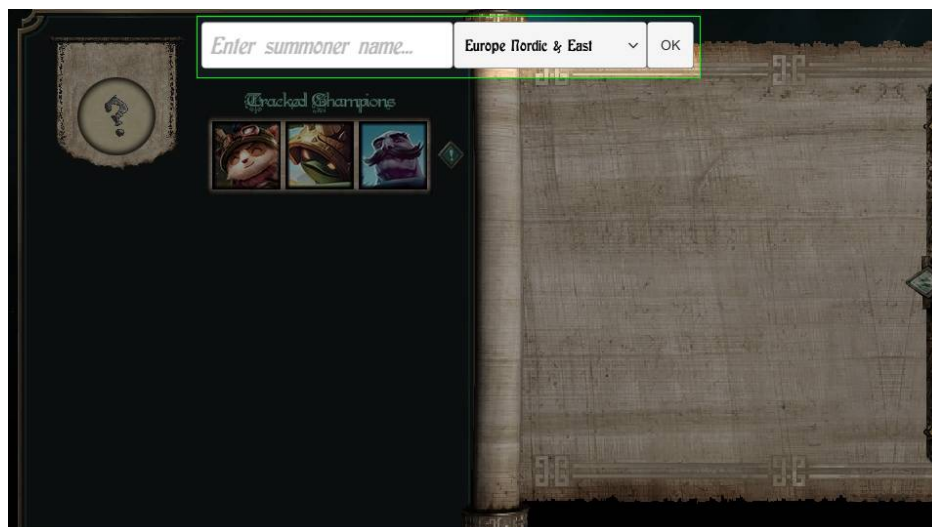 Enter summoner name...
Europe Nordic & East
OK
?
Tracked Champions
!